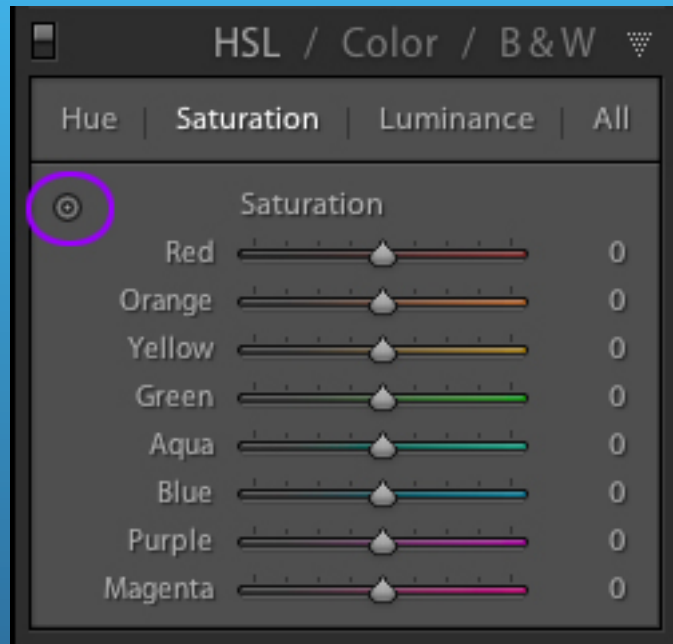 HSL / Color / B & W
Hue | Saturation | Luminance | All
Saturation
Red 0
Orange 0
Yellow 0
Green 0
Aqua 0
Blue 0
Purple 0
Magenta 0